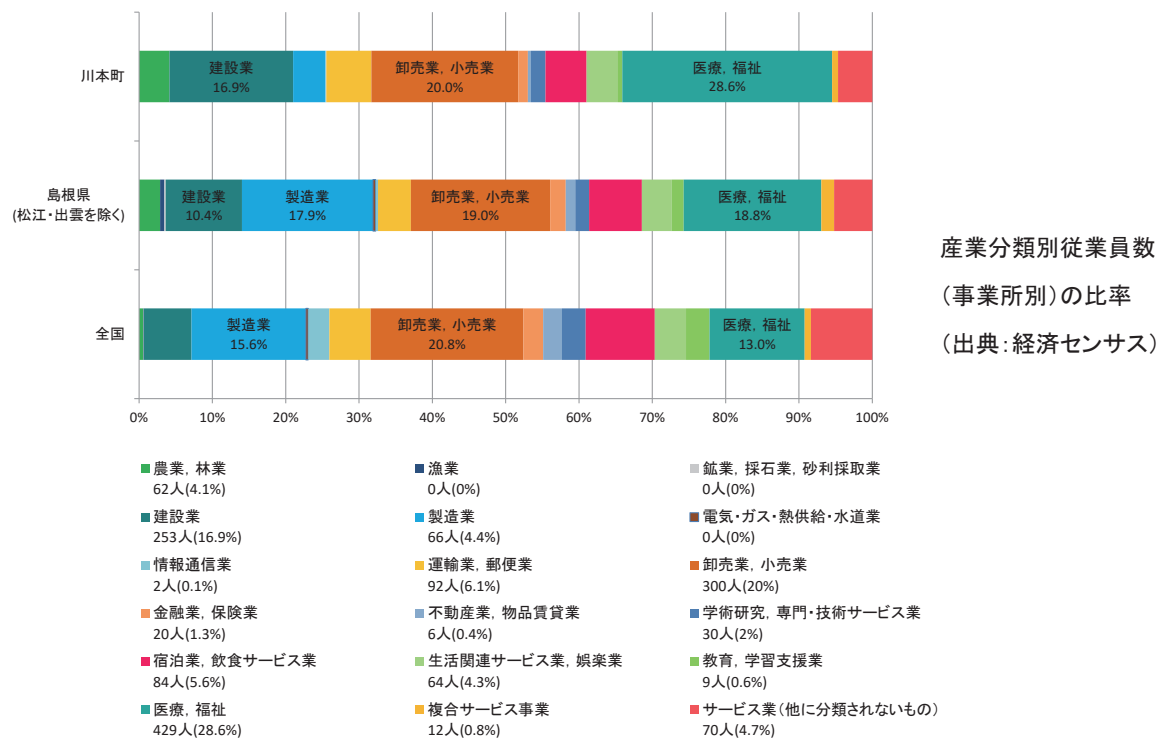 川本町
建設業
16.9%
卸売業, 小売業
20.0%
医療, 福祉
28.6%
島根県
(松江・出雲を除く)
建設業
10.4%
製造業
17.9%
卸売業, 小売業
19.0%
医療, 福祉
18.8%
全国
製造業
15.6%
卸売業, 小売業
20.8%
医療, 福祉
13.0%
0% 10% 20% 30% 40% 50% 60% 70% 80% 90% 100%
産業分類別従業員数
(事業所別)の比率
(出典:経済センサス)
農業, 林業
62人(4.1%)
漁業
0人(0%)
鉱業, 採石業, 砂利採取業
0人(0%)
建設業
253人(16.9%)
製造業
66人(4.4%)
電気・ガス・熱供給・水道業
0人(0%)
情報通信業
2人(0.1%)
運輸業, 郵便業
92人(6.1%)
卸売業, 小売業
300人(20%)
金融業, 保険業
20人(1.3%)
不動産業, 物品賃貸業
6人(0.4%)
学術研究, 専門・技術サービス業
30人(2%)
宿泊業, 飲食サービス業
84人(5.6%)
生活関連サービス業, 娯楽業
64人(4.3%)
教育, 学習支援業
9人(0.6%)
医療, 福祉
429人(28.6%)
複合サービス事業
12人(0.8%)
サービス業(他に分類されないもの)
70人(4.7%)